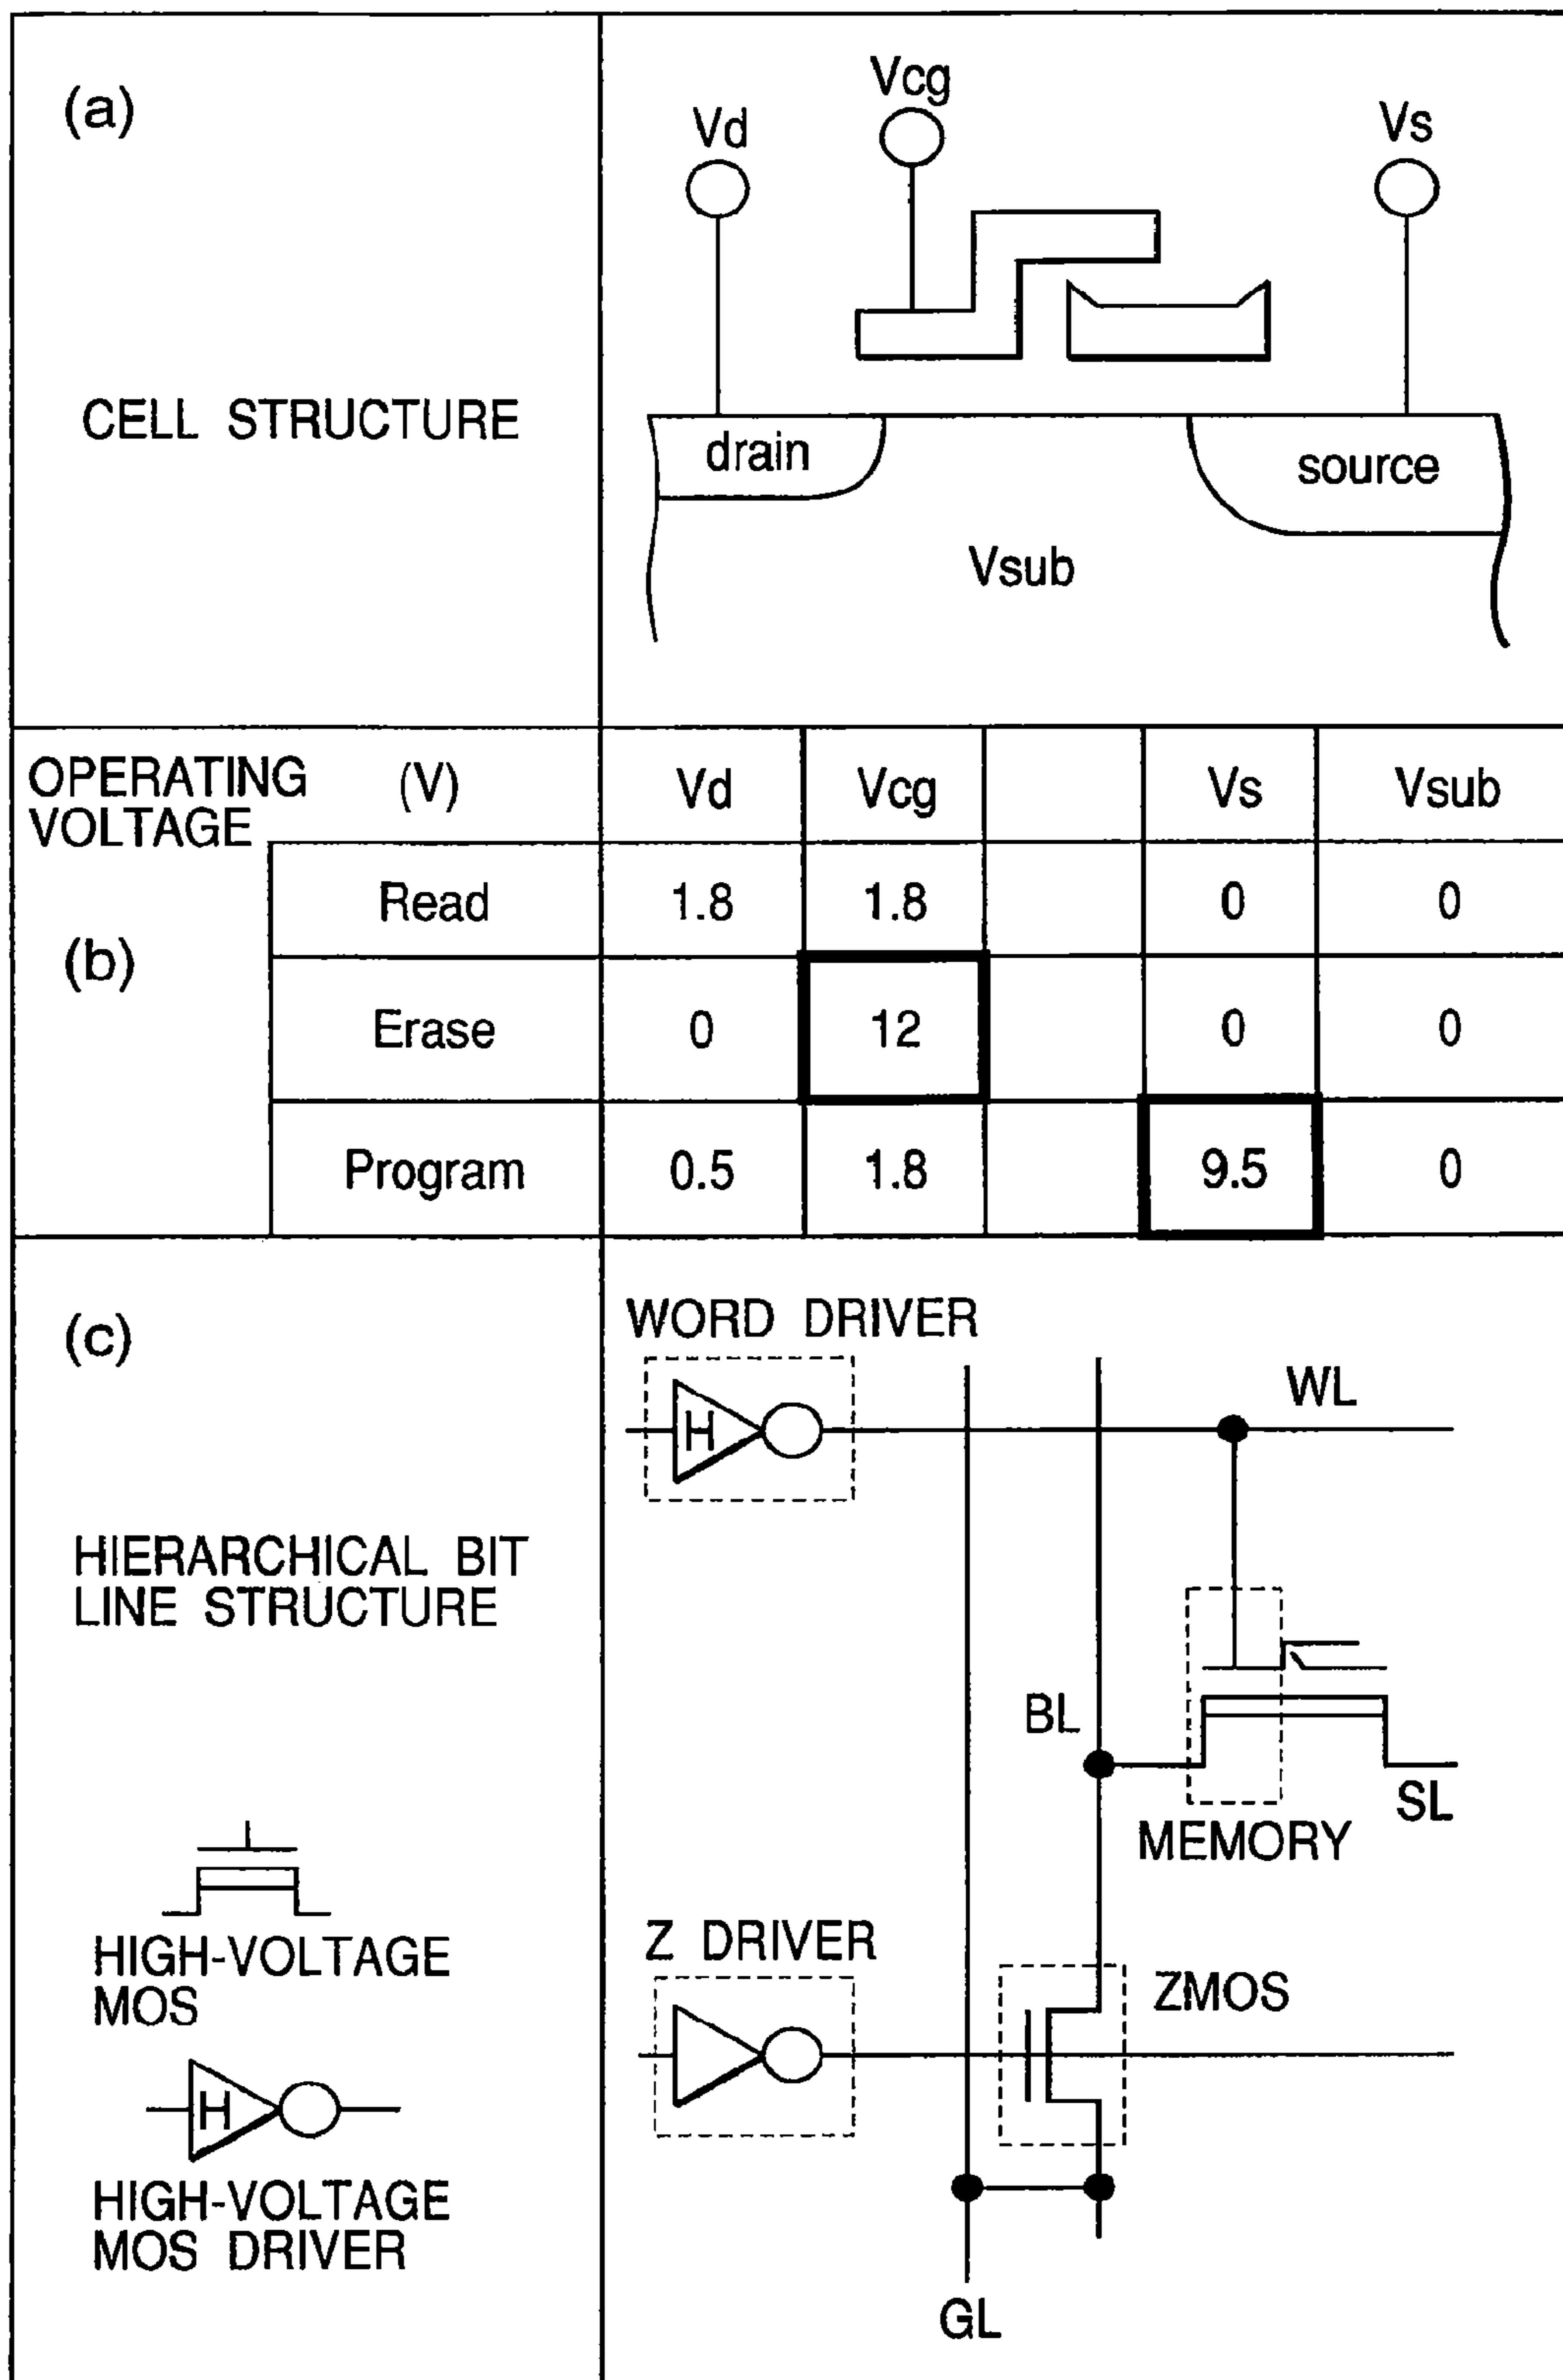 (a)
Vd
Vcg
Vs
CELL STRUCTURE
drain
source
Vsub
OPERATING
VOLTAGE
(V)
Vd Vcg Vs Vsub
(b)
Read 1.8 1.8 0 0
Erase 0 12 0 0
Program 0.5 1.8 9.5 0
(c)
HIERARCHICAL BIT
LINE STRUCTURE
HIGH-VOLTAGE
MOS
H
HIGH-VOLTAGE
MOS DRIVER
WORD DRIVER
H
WL
BL
SL
MEMORY
Z DRIVER
ZMOS
GL